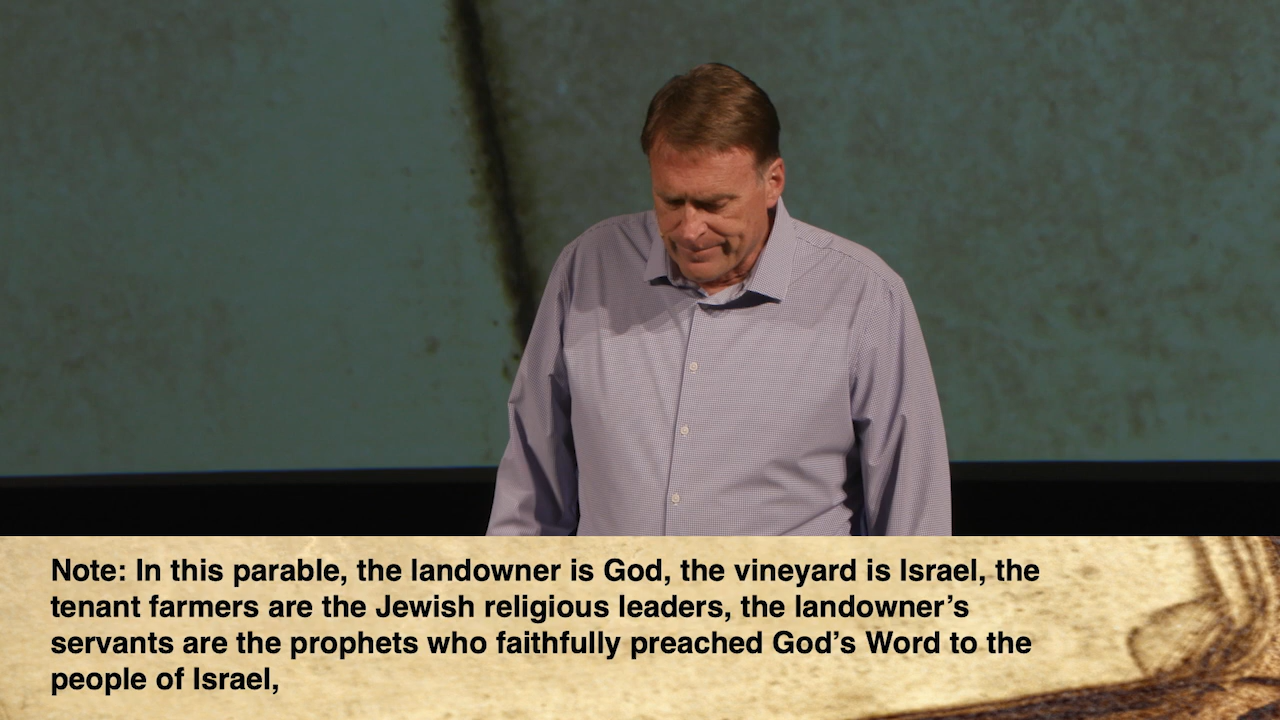 Note: In this parable, the landowner is God, the vineyard is Israel, the
tenant farmers are the Jewish religious leaders, the landowner’s
servants are the prophets who faithfully preached God’s Word to the
people of Israel,